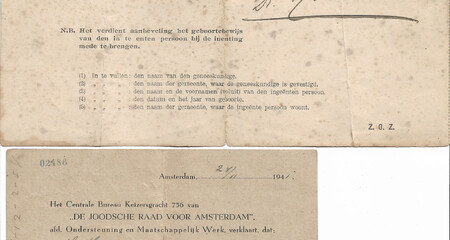 N.B. Het verdient aanbeveling het geboortebewijs
van den in te enten persoon bij de inenting
mede te brengen.
(1) In te vullen: den naam van den geneeskundige.
(2) den naam der gemeente, waar de geneeskundige is gevestigd.
(3) den naam en de voornamen (voluit) van den ingeënten persoon.
(4) den datum en het jaar van geboorte.
(5) den naam der gemeente, waar de ingeënte persoon woont.
Z. O. Z.
02886
Amsterdam, 194
Het Centrale Bureau Keizersgracht 756 van
„DE JOODSCHE RAAD VOOR AMSTERDAM”,
afd. Ondersteuning en Maatschappelijk Werk, verklaart, dat: